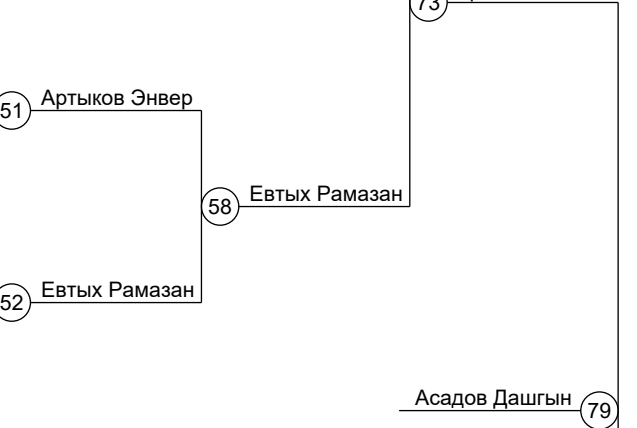 73
51 Артыков Энвер
58 Евтых Рамазан
52 Евтых Рамазан
Асадов Дашгын 79